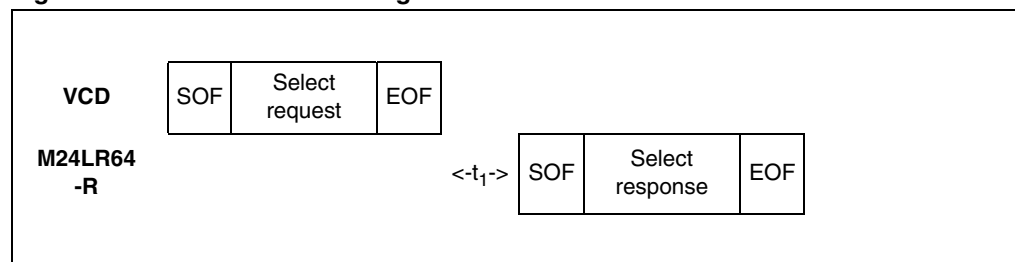 VCD
SOF
Select
request
EOF
M24LR64
-R
<-t1->
SOF
Select
response
EOF